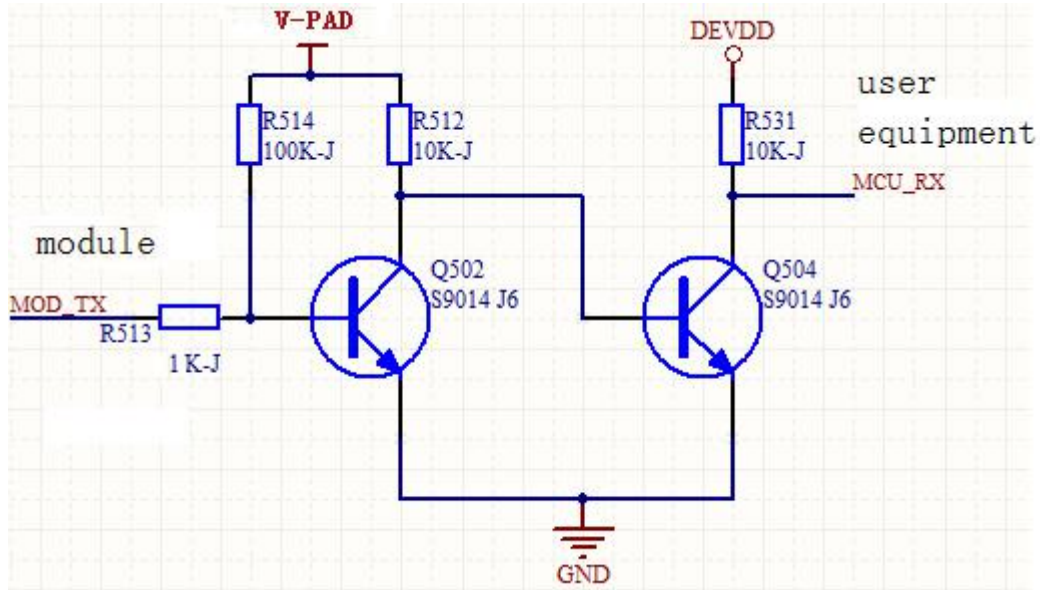 V-PAD
DEVDD
user
equipment
R514
100K-J
R512
10K-J
R531
10K-J
MCU_RX
module
MOD_TX
R513
1K-J
Q502
S9014 J6
Q504
S9014 J6
GND